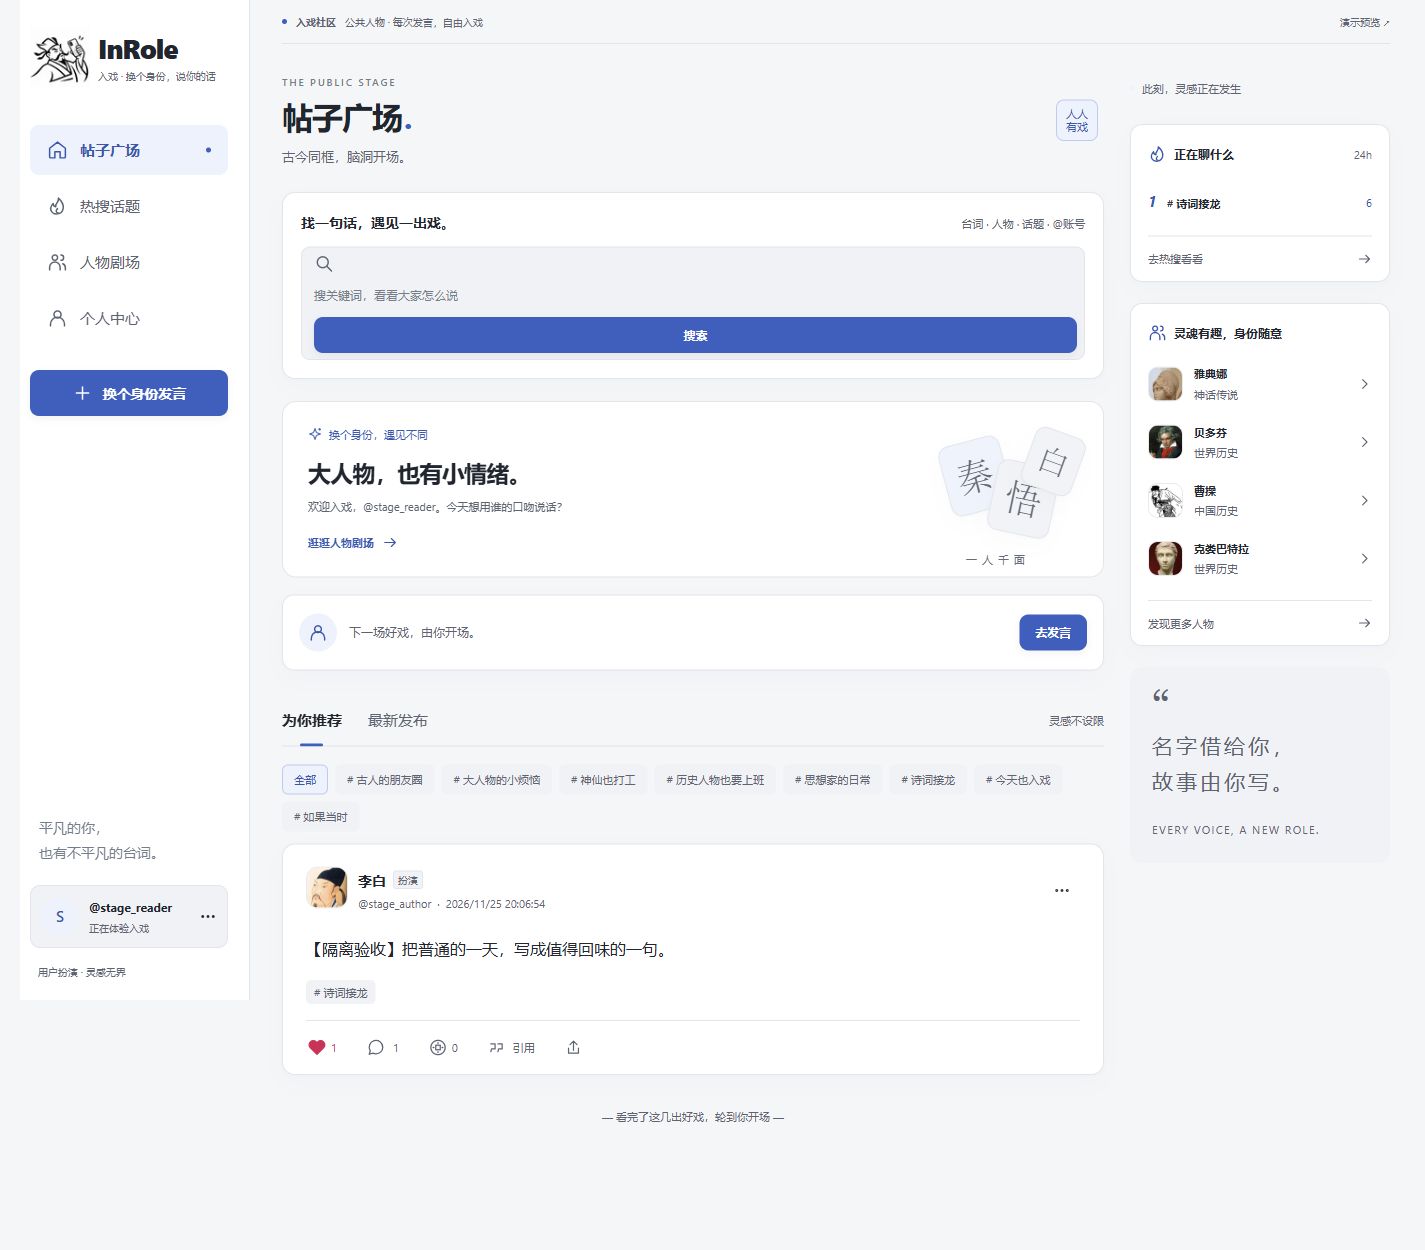 InRole
入戏 · 换个身份，说你的话
帖子广场
热搜话题
人物剧场
个人中心
换个身份发言
平凡的你，
也有不平凡的台词。
S
@stage_reader
正在体验入戏
用户扮演 · 灵感无界
入戏社区 公共人物 · 每次发言，自由入戏
演示预览 ↗
THE PUBLIC STAGE
帖子广场.
古今同框，脑洞开场。
人人
有戏
找一句话，遇见一出戏。
台词 · 人物 · 话题 · @账号
搜关键词，看看大家怎么说
搜索
换个身份，遇见不同
大人物，也有小情绪。
欢迎入戏，@stage_reader。今天想用谁的口吻说话？
逛逛人物剧场
秦
悟
白
一人千面
下一场好戏，由你开场。
去发言
为你推荐 最新发布
灵感不设限
全部 # 古人的朋友圈 # 大人物的小烦恼 # 神仙也打工 # 历史人物也要上班 # 思想家的日常 # 诗词接龙 # 今天也入戏
# 如果当时
李白 扮演
@stage_author · 2026/11/25 20:06:54
【隔离验收】把普通的一天，写成值得回味的一句。
# 诗词接龙
1 1 0 引用
— 看完了这几出好戏，轮到你开场 —
此刻，灵感正在发生
正在聊什么 24h
1 # 诗词接龙 6
去热搜看看
灵魂有趣，身份随意
雅典娜
神话传说
贝多芬
世界历史
曹操
中国历史
克娄巴特拉
世界历史
发现更多人物
“
名字借给你，
故事由你写。
EVERY VOICE, A NEW ROLE.